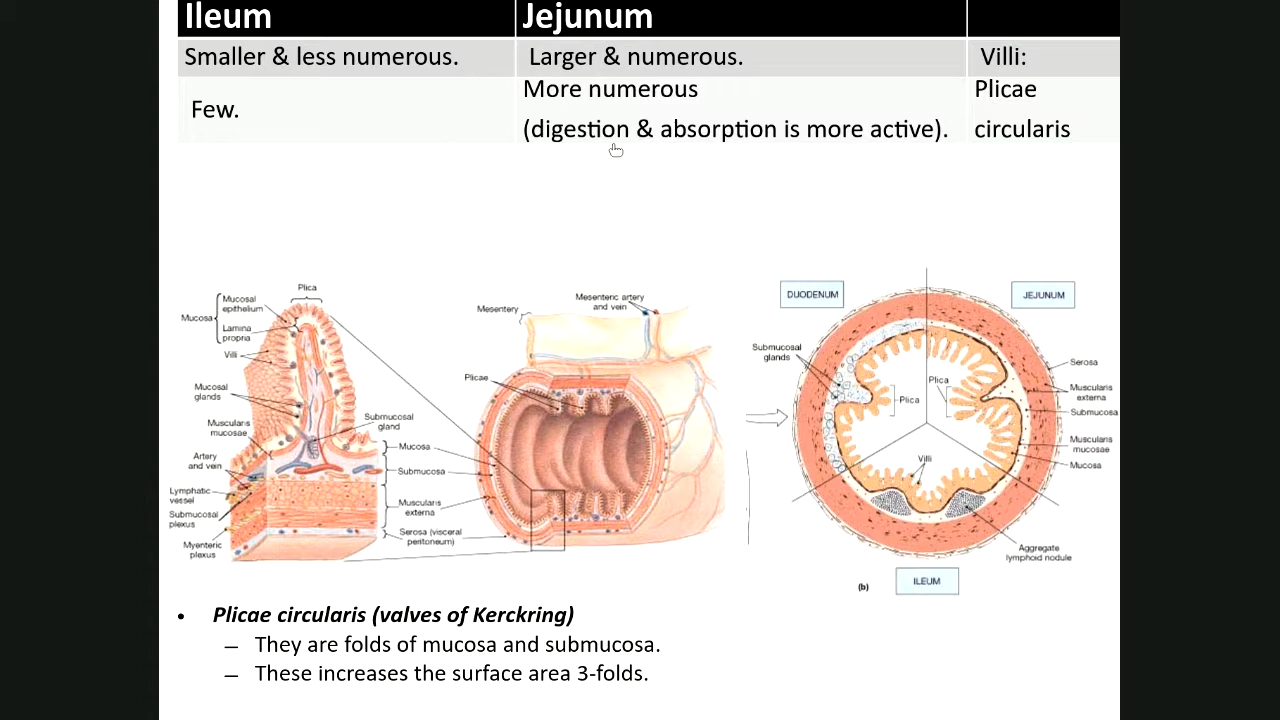 Ileum
Jejunum
Smaller & less numerous.
Larger & numerous.
Villi:
Few.
More numerous
(digestion & absorption is more active).
Plicae
circularis
Plica
Mucosal
epithelium
Mucosa
Lamina
propria
Villi
Mucosal
glands
Muscularis
mucosae
Artery
and vein
Lymphatic
vessel
Submucosal
plexus
Myenteric
plexus
Submucosal
gland
Mucosa
Submucosa
Muscularis
externa
Serosa (visceral
peritoneum)
Mesentery
Mesenteric artery
and vein
Plicae
DUODENUM
JEJUNUM
Submucosal
glands
Plica
Plica
Villi
Serosa
Muscularis
externa
Submucosa
Muscularis
mucosae
Mucosa
Aggregate
lymphoid nodule
ILEUM
(b)
• Plicae circularis (valves of Kerckring)
– They are folds of mucosa and submucosa.
– These increases the surface area 3-folds.